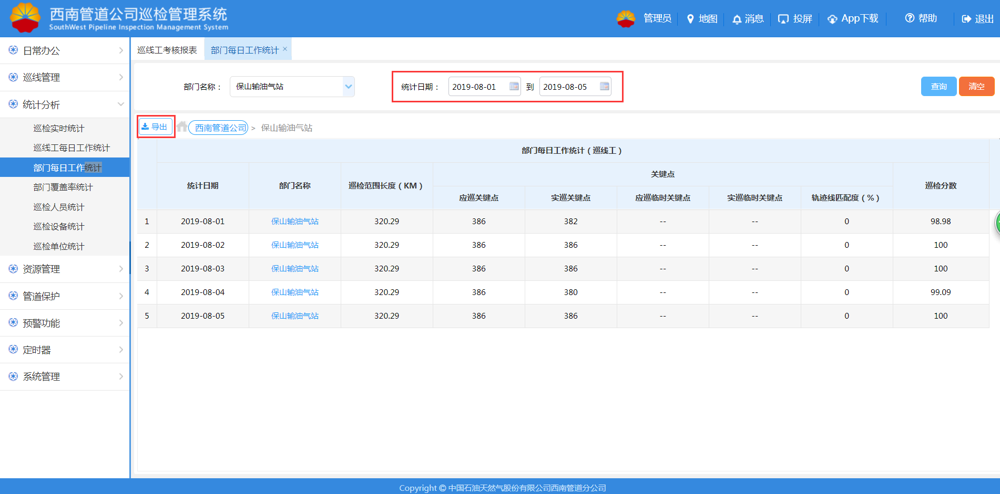 西南管道公司巡检管理系统
SouthWest Pipeline Inspection Management System
管理员 地图 消息 投屏 App下载 帮助 退出
日常办公
巡线管理
统计分析
巡检实时统计
巡线工每日工作统计
部门每日工作统计
部门覆盖率统计
巡检人员统计
巡检设备统计
巡检单位统计
资源管理
管道保护
预警功能
定时器
系统管理
巡线工考核报表 部门每日工作统计 ×
部门名称： 保山输油气站 统计日期： 2019-08-01 到 2019-08-05 查询 清空
导出 西南管道公司 > 保山输油气站
部门每日工作统计（巡线工）
统计日期 部门名称 巡检范围长度（KM） 关键点 巡检分数
应巡关键点 实巡关键点 应巡临时关键点 实巡临时关键点 轨迹线匹配度（%）
1 2019-08-01 保山输油气站 320.29 386 382 -- -- 0 98.98
2 2019-08-02 保山输油气站 320.29 386 386 -- -- 0 100
3 2019-08-03 保山输油气站 320.29 386 386 -- -- 0 100
4 2019-08-04 保山输油气站 320.29 386 380 -- -- 0 99.09
5 2019-08-05 保山输油气站 320.29 386 386 -- -- 0 100
Copyright © 中国石油天然气股份有限公司西南管道分公司